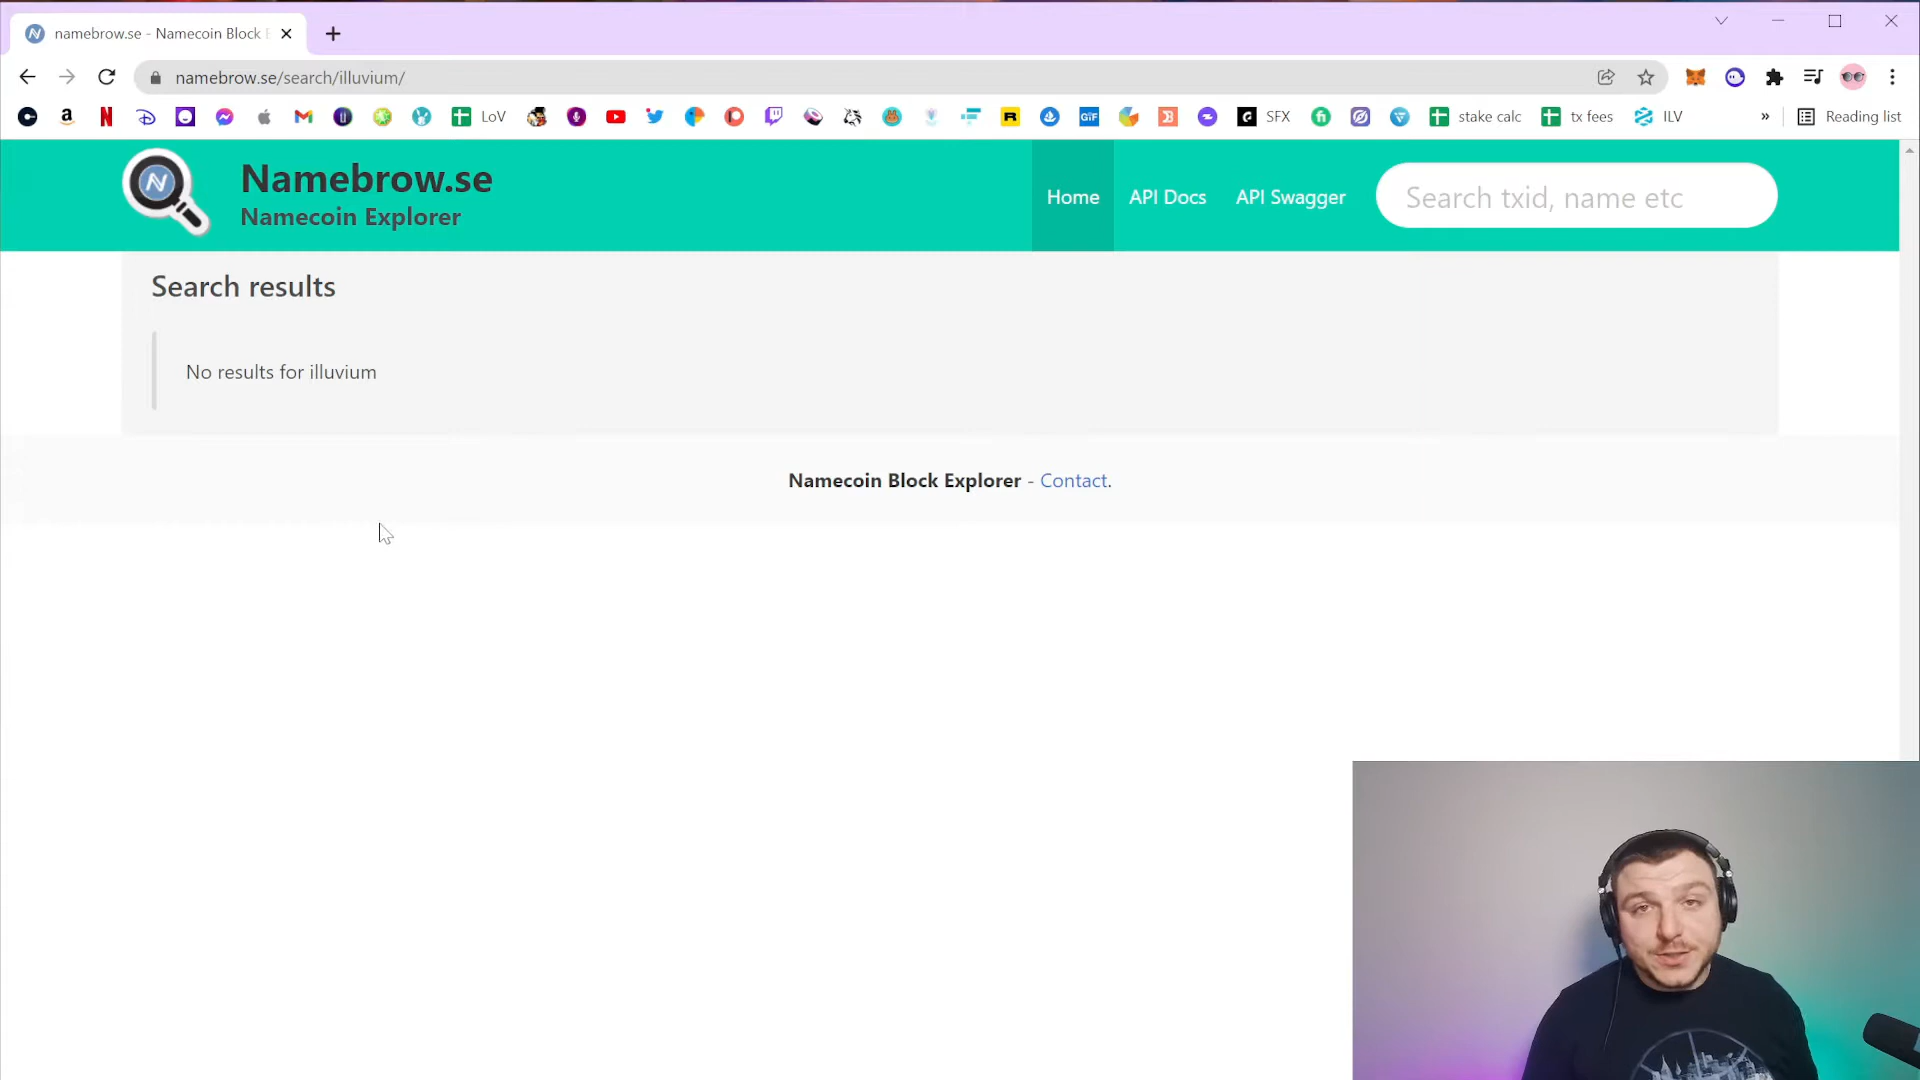 namebrow.se - Namecoin Block E
namebrow.se/search/illuvium/
LoV
SFX
stake calc
tx fees
ILV
»
Reading list
Namebrow.se
Namecoin Explorer
Home
API Docs
API Swagger
Search txid, name etc
Search results
No results for illuvium
Namecoin Block Explorer - Contact.